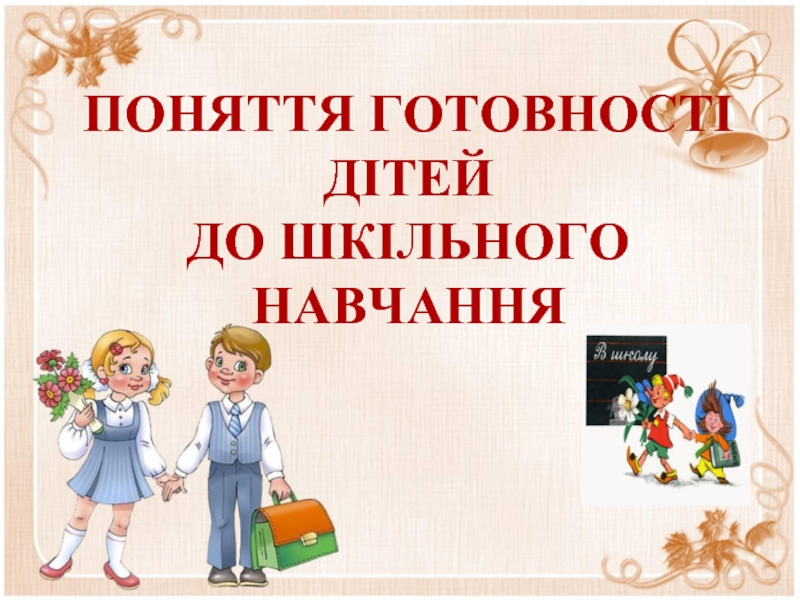 ПОНЯТТЯ ГОТОВНОСТІ
ДІТЕЙ
ДО ШКІЛЬНОГО
НАВЧАННЯ
В школу